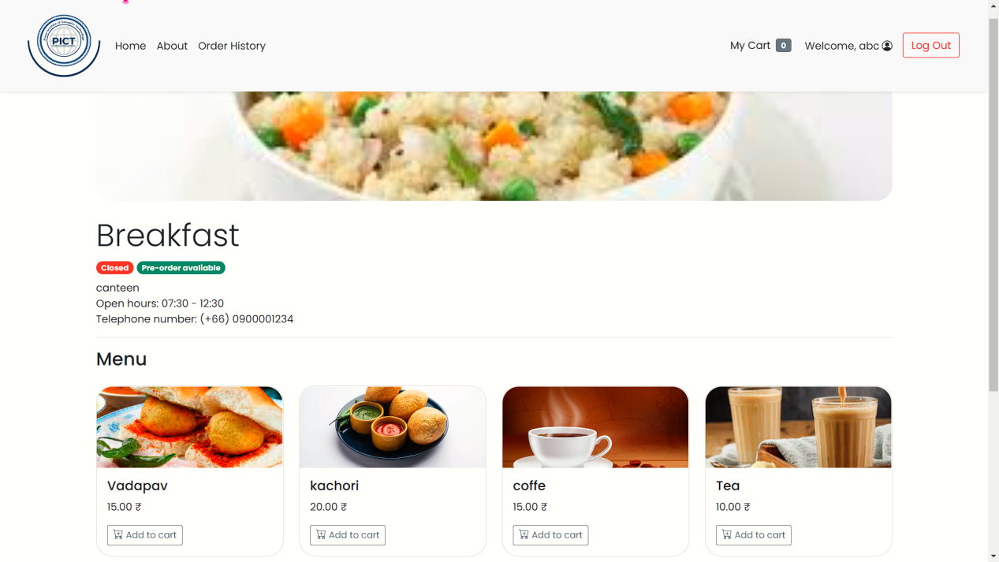 PICT
Home About Order History My Cart 0 Welcome, abc Log Out
Breakfast
Closed Pre-order avaliable
canteen
Open hours: 07:30 - 12:30
Telephone number: (+66) 0900001234
Menu
Vadapav kachori coffe Tea
15.00 ₹ 20.00 ₹ 15.00 ₹ 10.00 ₹
Add to cart Add to cart Add to cart Add to cart